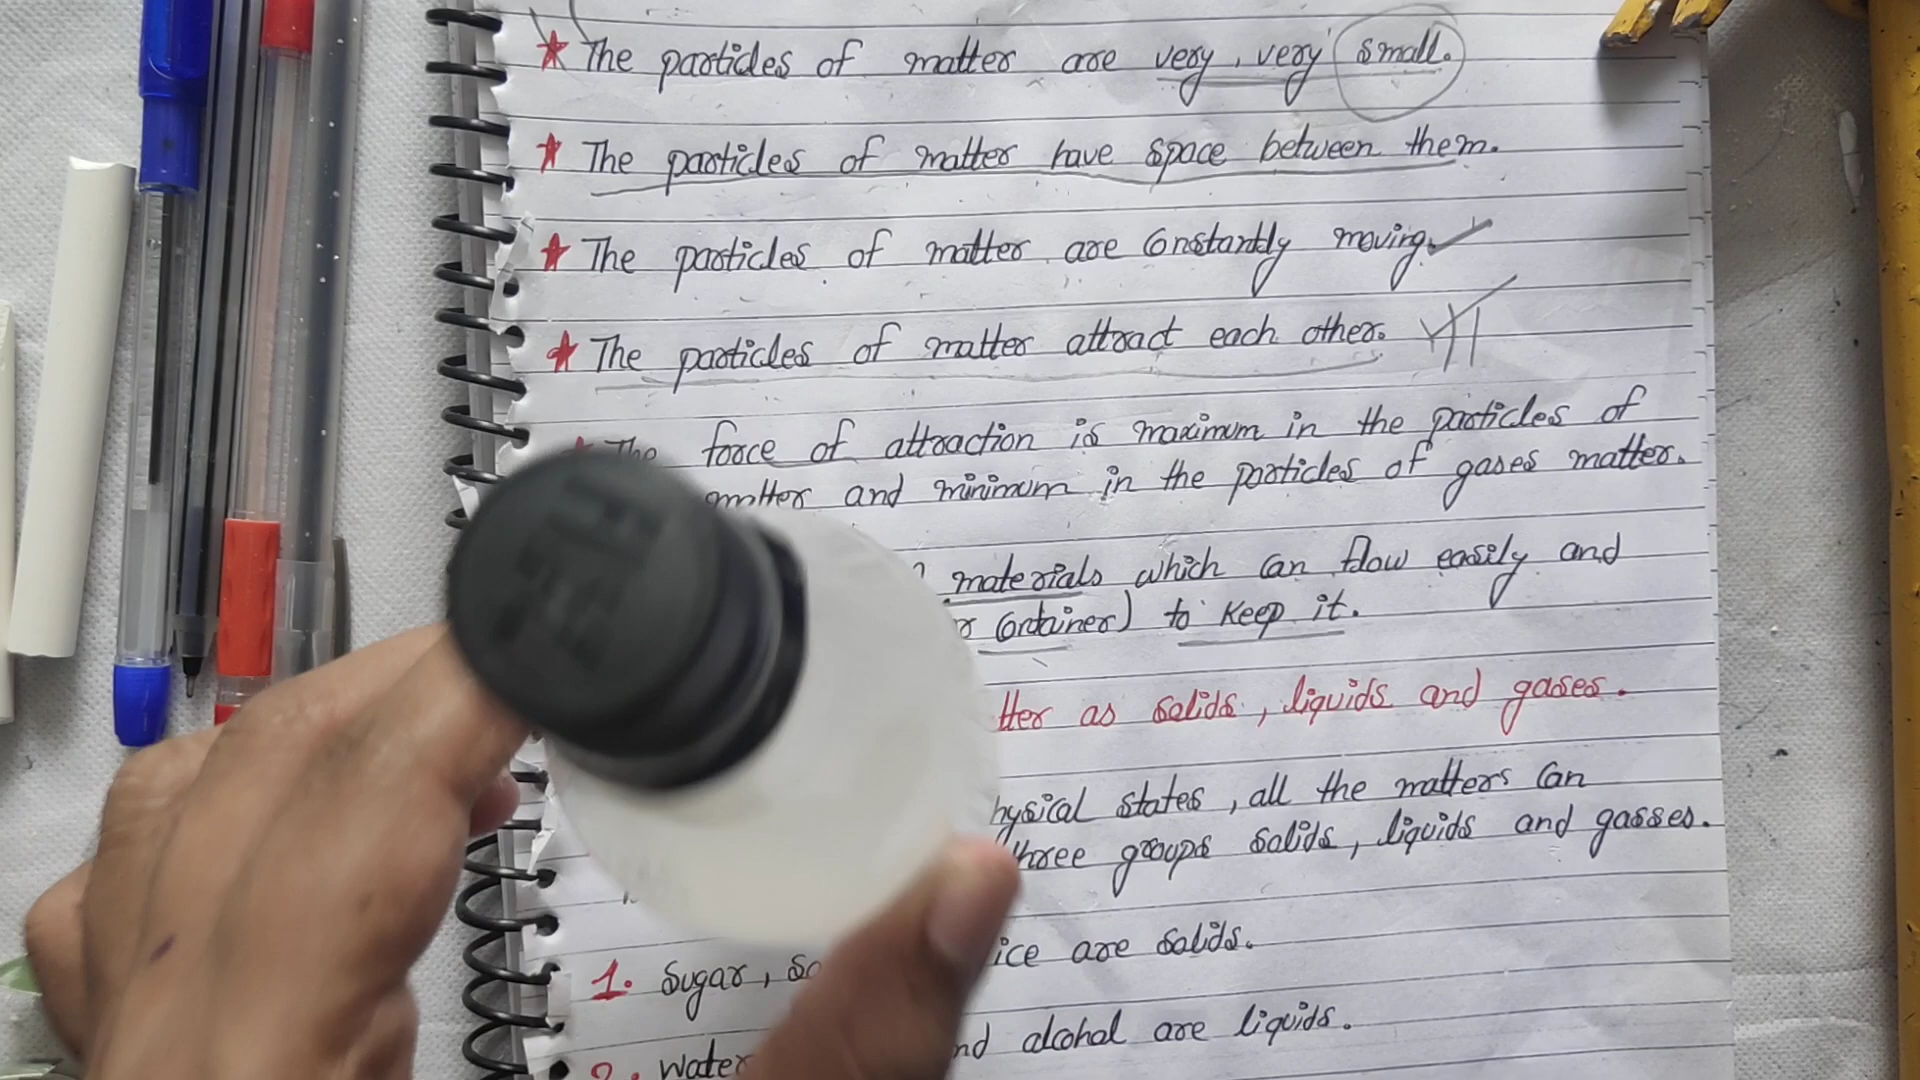 The particles of matter are very, very small.
The particles of matter have space between them.
The particles of matter are Constantly moving.
The particles of matter attract each other.
The force of attraction is maximum in the particles of
matter and minimum in the particles of gases matter.
materials which Can flow easily and
Container) to Keep it.
as solids, liquids and gases.
states, all the matters Can
three groups solids, liquids and gasses.
1. Sugar, ice are solids.
2. Water alcohal are liquids.